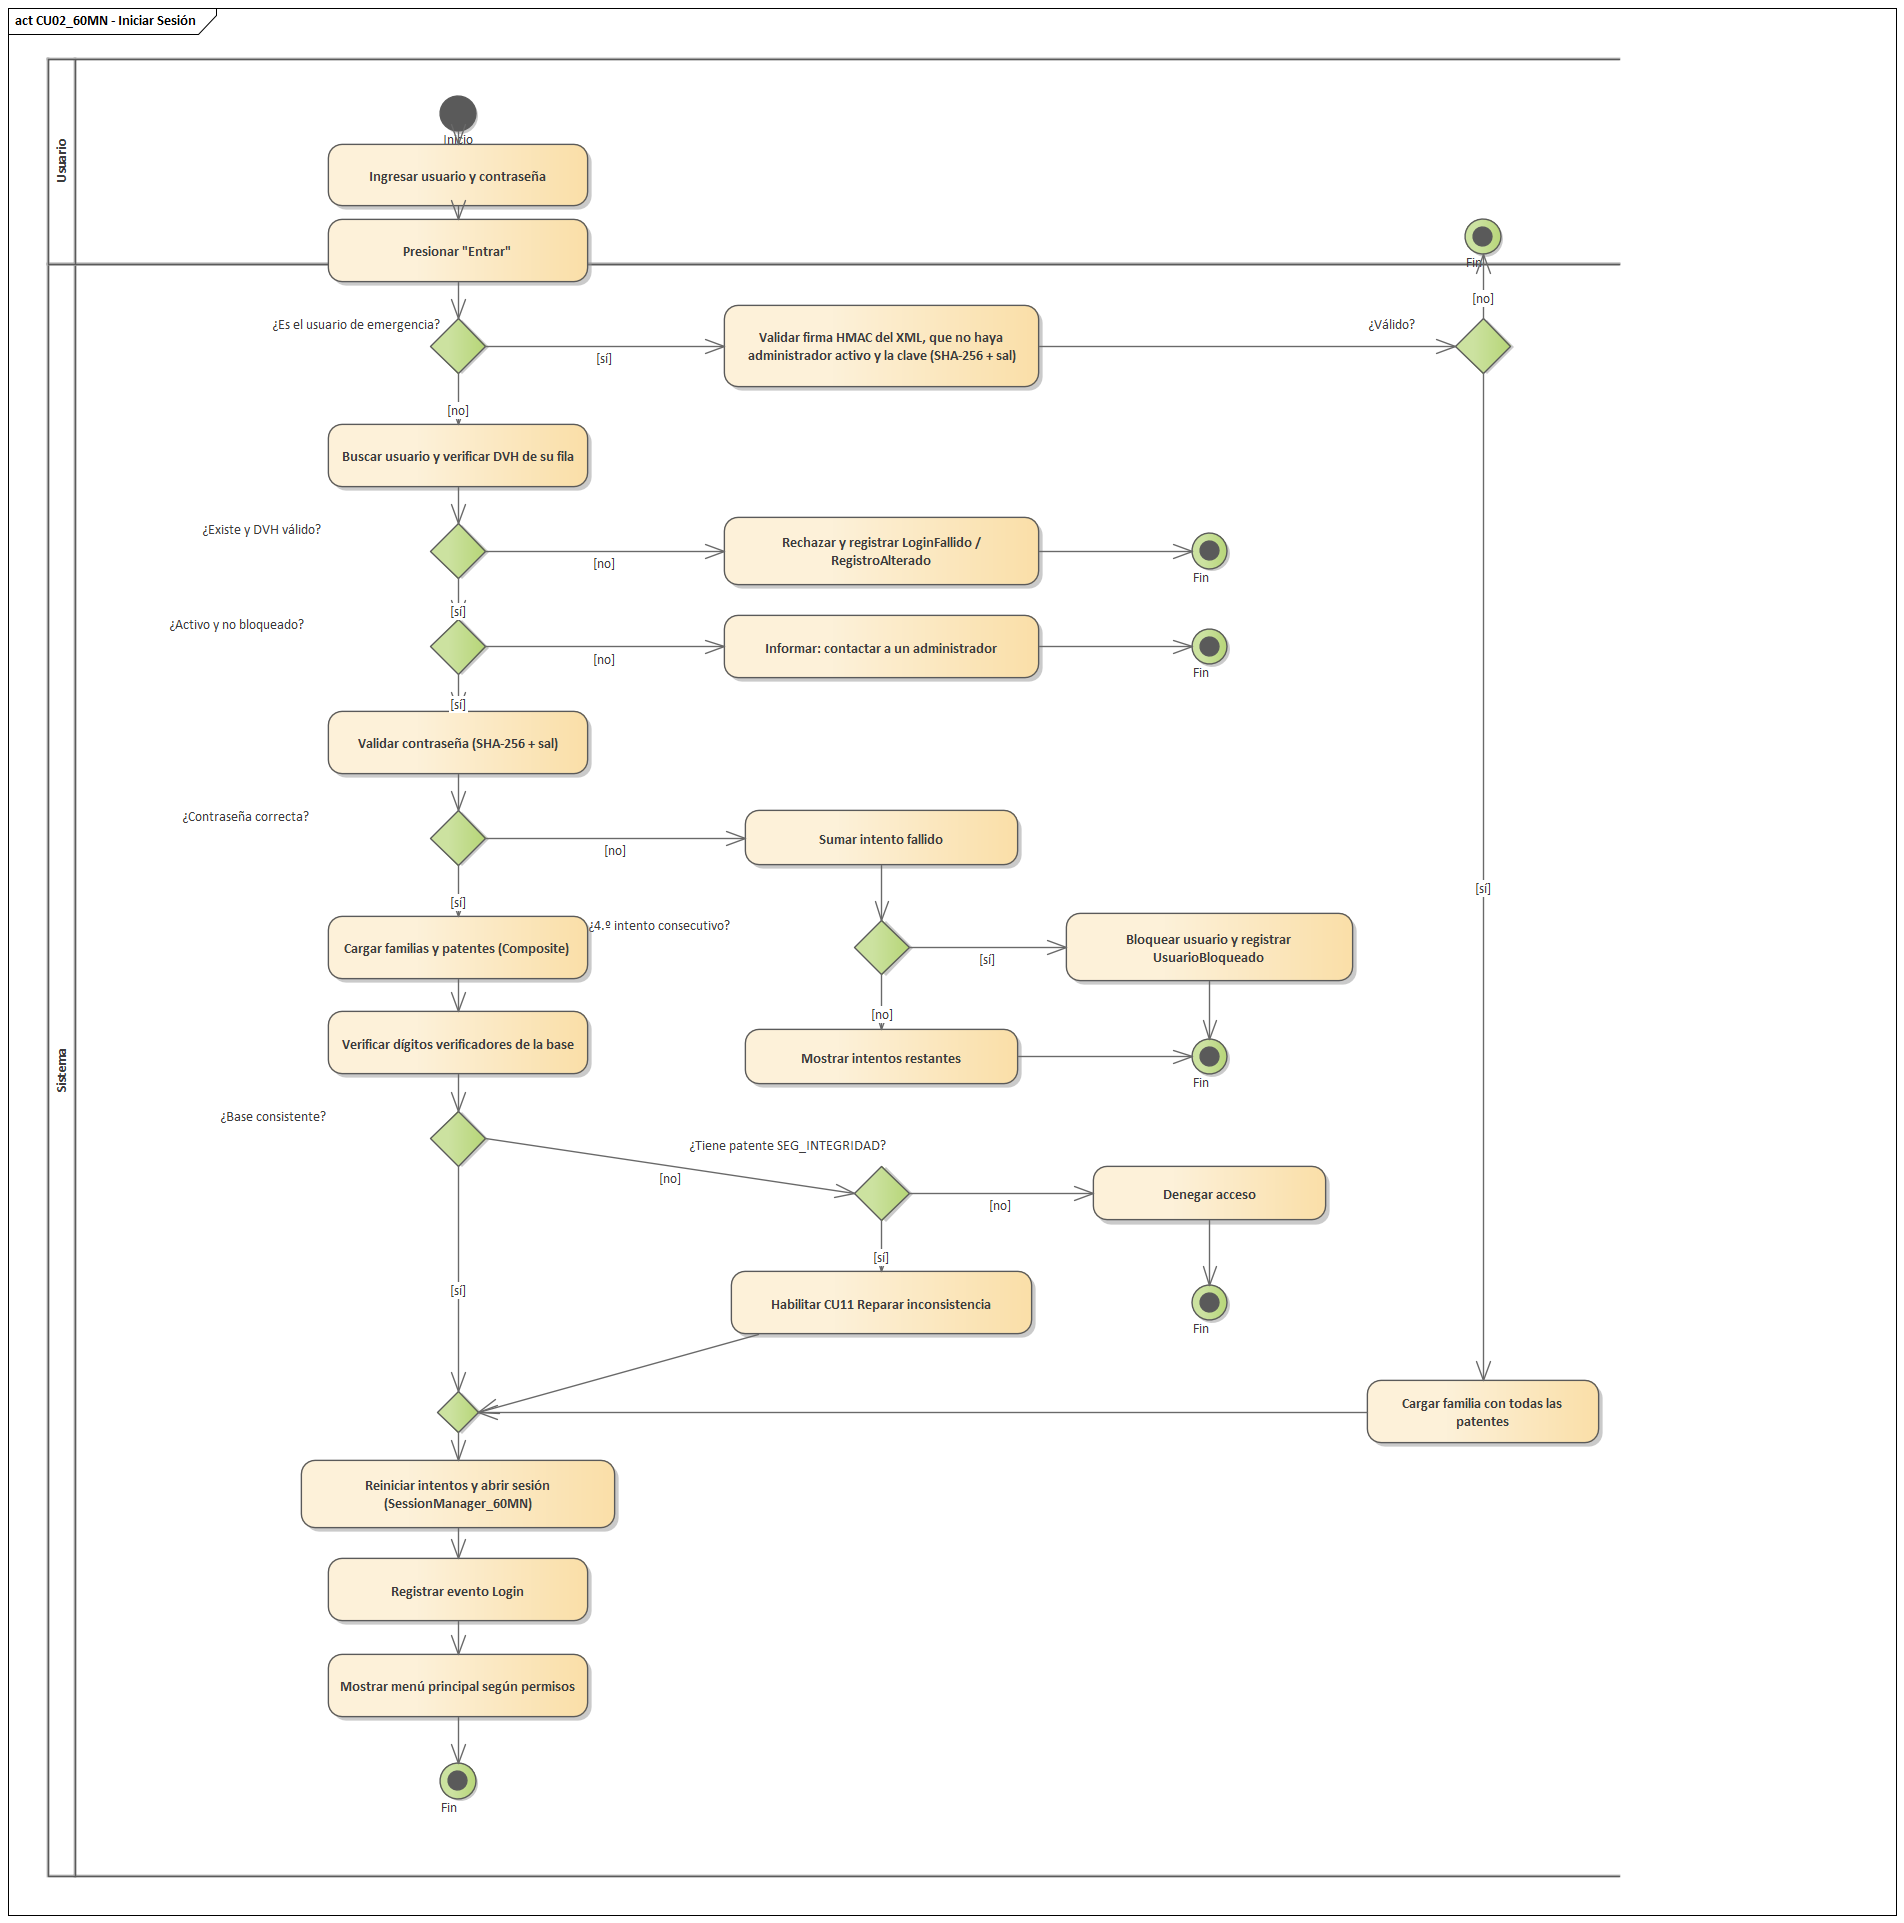 act CU02_60MN - Iniciar Sesión
Usuario
Inicio
Ingresar usuario y contraseña
Presionar "Entrar"
Fin
[no]
Sistema
¿Es el usuario de emergencia?
[sí]
Validar firma HMAC del XML, que no haya
administrador activo y la clave (SHA-256 + sal)
¿Válido?
[no]
Buscar usuario y verificar DVH de su fila
¿Existe y DVH válido?
[no]
Rechazar y registrar LoginFallido /
RegistroAlterado
Fin
[sí]
¿Activo y no bloqueado?
[no]
Informar: contactar a un administrador
Fin
[sí]
Validar contraseña (SHA-256 + sal)
¿Contraseña correcta?
[no]
Sumar intento fallido
[sí]
[sí]
Cargar familias y patentes (Composite)
¿4.º intento consecutivo?
[sí]
Bloquear usuario y registrar
UsuarioBloqueado
[no]
Verificar dígitos verificadores de la base
Mostrar intentos restantes
Fin
¿Base consistente?
¿Tiene patente SEG_INTEGRIDAD?
[no]
[no]
Denegar acceso
[sí]
[sí]
Habilitar CU11 Reparar inconsistencia
Fin
Cargar familia con todas las
patentes
Reiniciar intentos y abrir sesión
(SessionManager_60MN)
Registrar evento Login
Mostrar menú principal según permisos
Fin